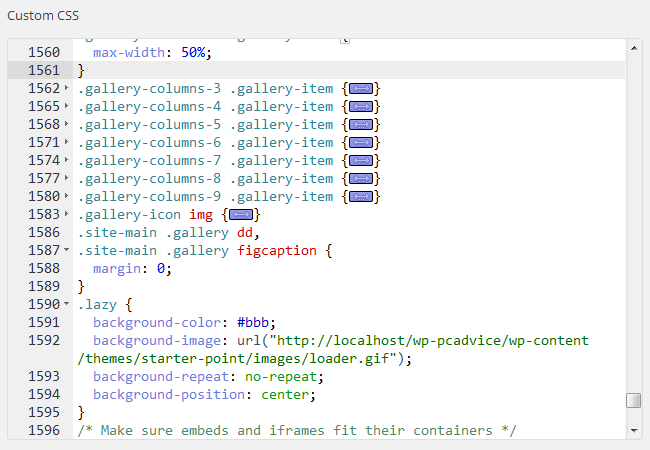 Custom CSS
{
1560 max-width: 50%;
1561 }
1562 .gallery-columns-3 .gallery-item {}
1565 .gallery-columns-4 .gallery-item {}
1568 .gallery-columns-5 .gallery-item {}
1571 .gallery-columns-6 .gallery-item {}
1574 .gallery-columns-7 .gallery-item {}
1577 .gallery-columns-8 .gallery-item {}
1580 .gallery-columns-9 .gallery-item {}
1583 .gallery-icon img {}
1586 .site-main .gallery dd,
1587 .site-main .gallery figcaption {
1588 margin: 0;
1589 }
1590 .lazy {
1591 background-color: #bbb;
1592 background-image: url("http://localhost/wp-pcadvice/wp-content
/themes/starter-point/images/loader.gif");
1593 background-repeat: no-repeat;
1594 background-position: center;
1595 }
1596 /* Make sure embeds and iframes fit their containers */